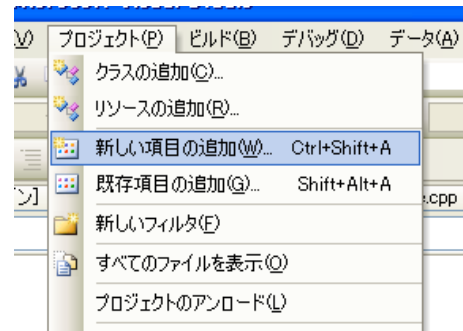 プロジェクト(P) ビルド(B) デバッグ(D) データ(A)
クラスの追加(C)...
リソースの追加(R)...
新しい項目の追加(W)... Ctrl+Shift+A
既存項目の追加(G)... Shift+Alt+A
.cpp
新しいフィルタ(F)
すべてのファイルを表示(O)
プロジェクトのアンロード(L)